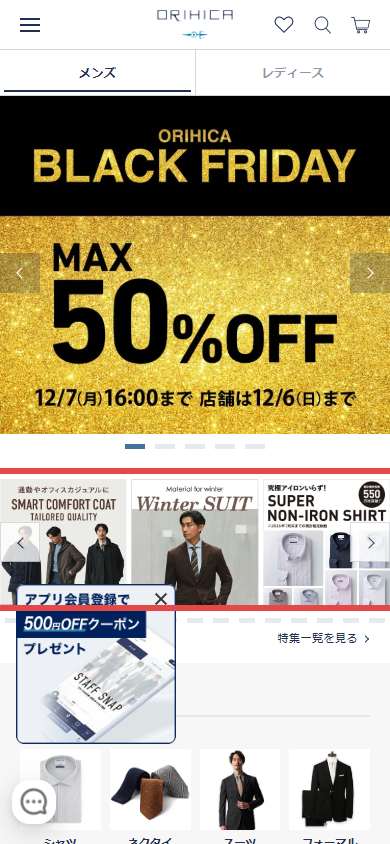 ORIHICA
メンズ
レディース
ORIHICA
BLACK FRIDAY
MAX
50%OFF
12/7(月)16:00まで 店舗は12/6(日)まで
通勤やオフィスカジュアルに
SMART COMFORT COAT
TAILORED QUALITY
Material for winter
Winter SUIT
究極アイロンいらず!
SUPER
NON-IRON SHIRT
550
アプリ会員登録で
500円OFFクーポン
プレゼント
STAFF SNAP
特集一覧を見る
シャツ
ネクタイ
スーツ
フォーマル